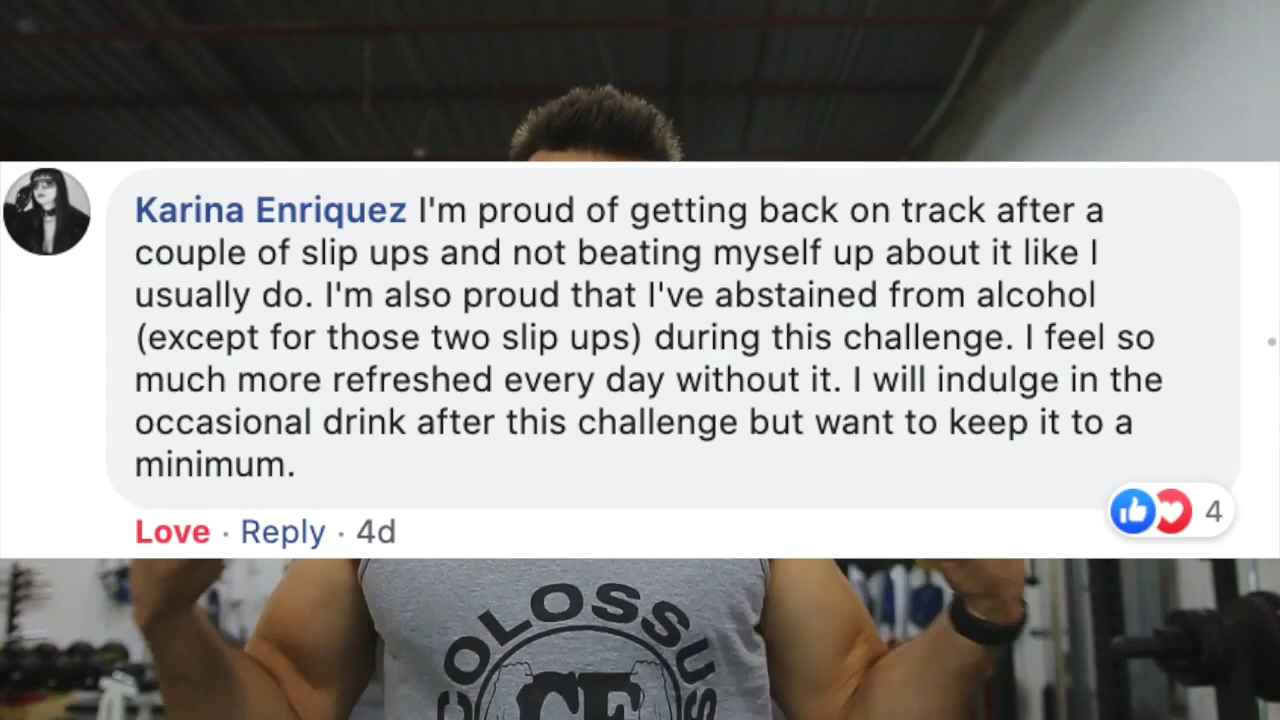 Karina Enriquez I'm proud of getting back on track after a
couple of slip ups and not beating myself up about it like I
usually do. I'm also proud that I've abstained from alcohol
(except for those two slip ups) during this challenge. I feel so
much more refreshed every day without it. I will indulge in the
occasional drink after this challenge but want to keep it to a
minimum.
4
Love · Reply · 4d
COLOSSUS
CF